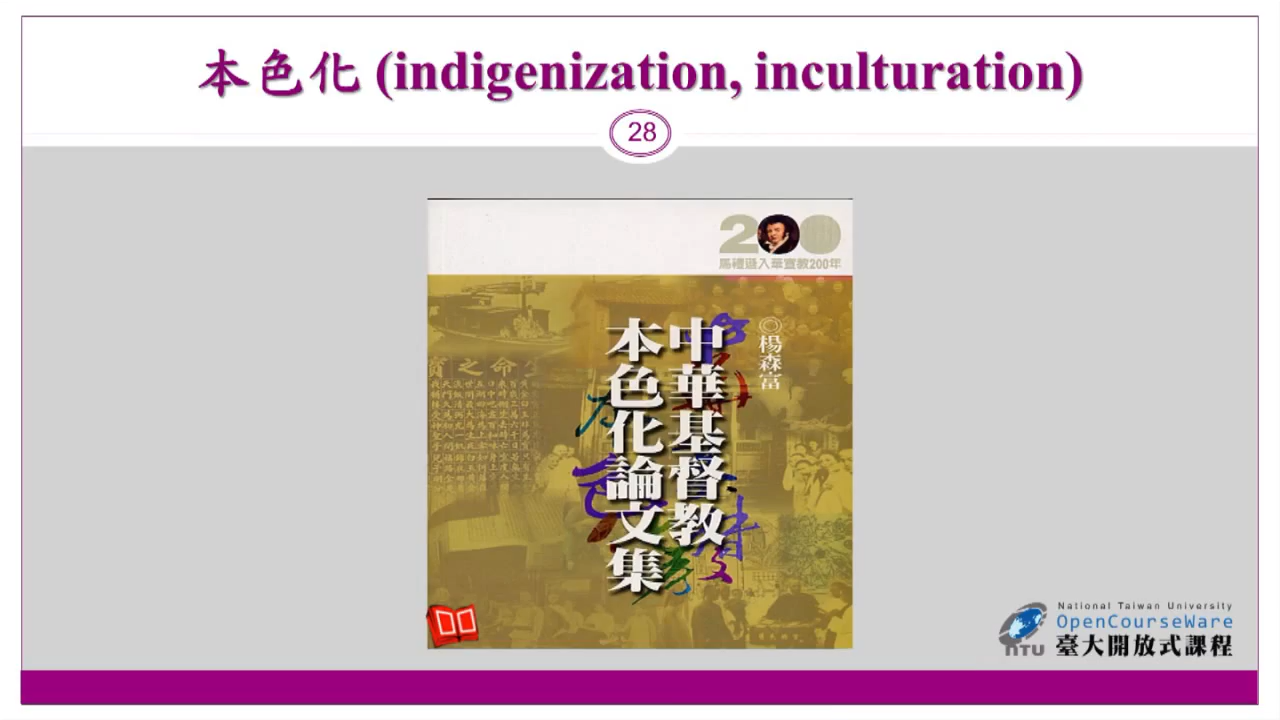 本色化 (indigenization, inculturation)
28
200
馬禮遜入華宣教200年
◎楊森富
中華基督教
本色化論文集
National Taiwan University
OpenCourseWare
NTU 臺大開放式課程